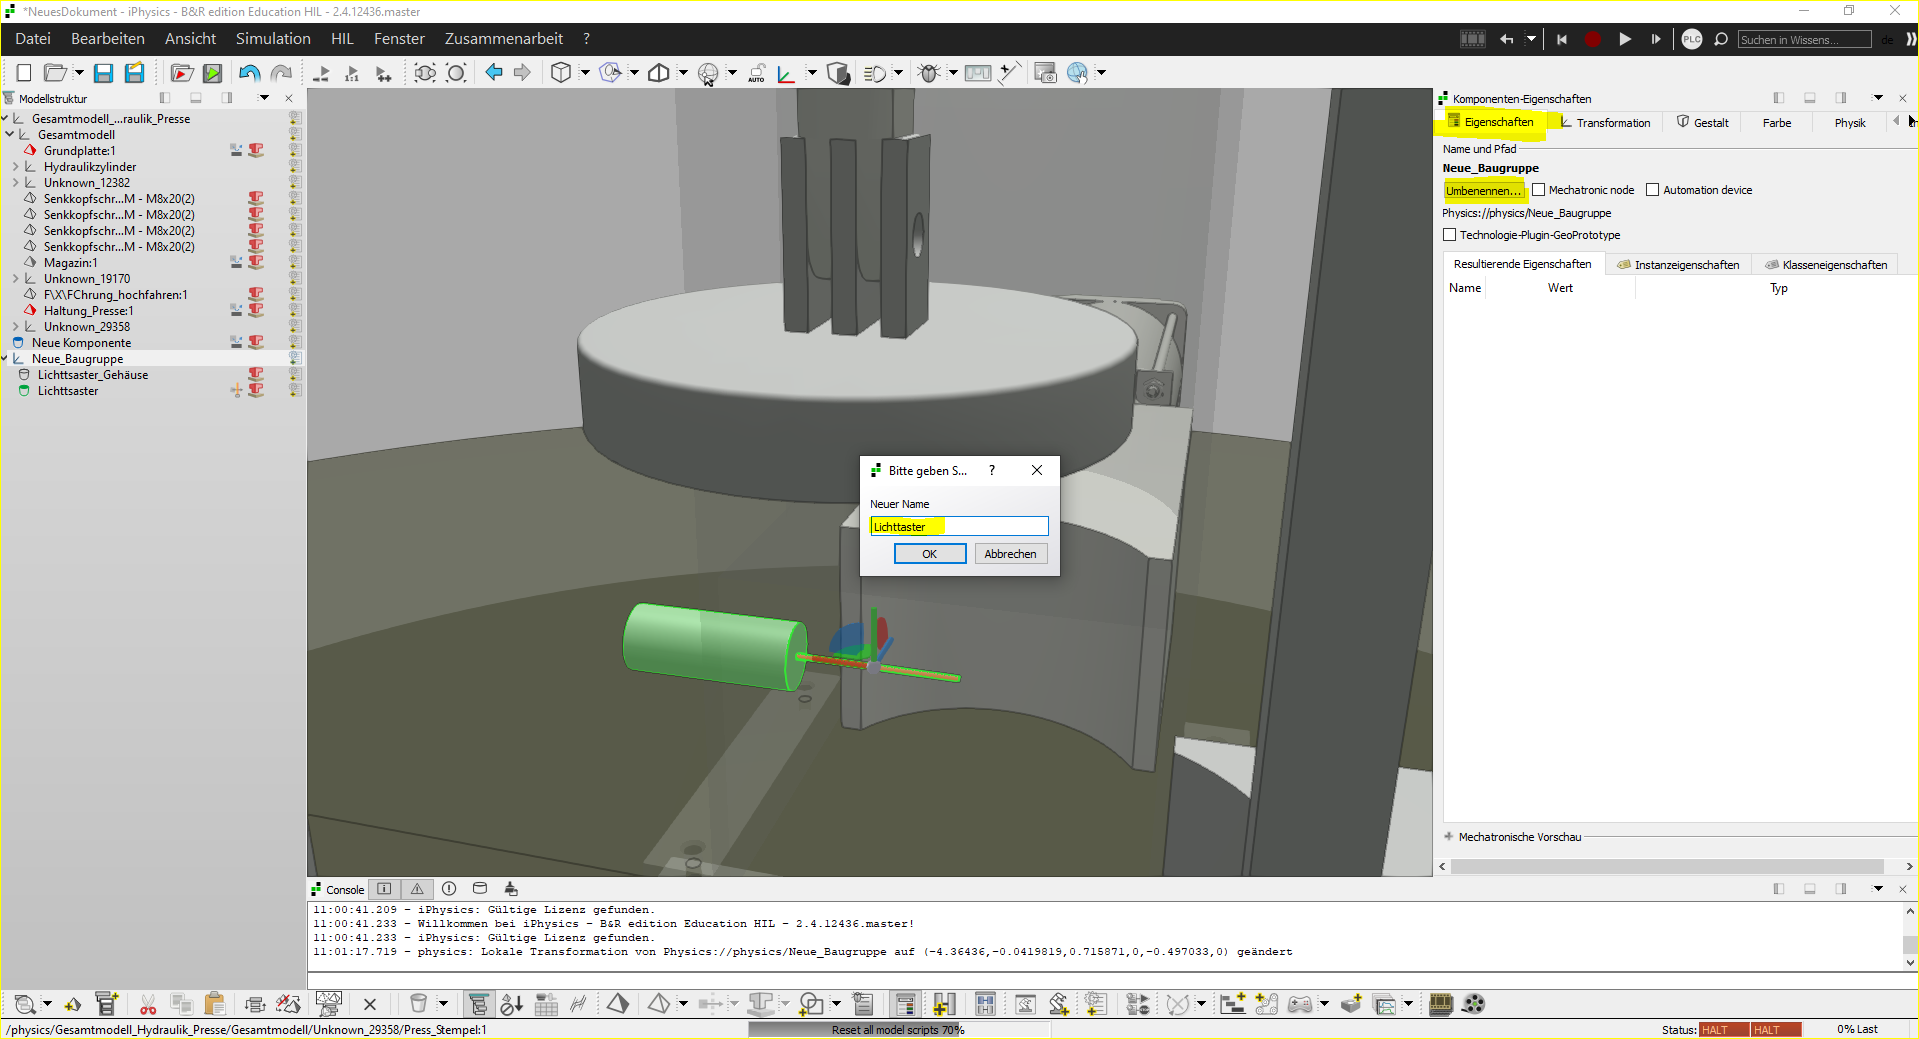 *NeuesDokument - iPhysics - B&R edition Education HIL - 2.4.12436.master
Datei Bearbeiten Ansicht Simulation HIL Fenster Zusammenarbeit ?
PLC Suchen in Wissens... de
1:1 AUTO
Modellstruktur
Gesamtmodell_...raulik_Presse
Gesamtmodell
Grundplatte:1
Hydraulikzylinder
Unknown_12382
Senkkopfschr...M - M8x20(2)
Senkkopfschr...M - M8x20(2)
Senkkopfschr...M - M8x20(2)
Senkkopfschr...M - M8x20(2)
Magazin:1
Unknown_19170
F\X\FChrung_hochfahren:1
Haltung_Presse:1
Unknown_29358
Neue Komponente
Neue_Baugruppe
Lichttsaster_Gehäuse
Lichttsaster
Bitte geben S... ?
Neuer Name
Lichttaster
OK Abbrechen
Komponenten-Eigenschaften
Eigenschaften Transformation Gestalt Farbe Physik
Name und Pfad
Neue_Baugruppe
Umbenennen... Mechatronic node Automation device
Physics://physics/Neue_Baugruppe
Technologie-Plugin-GeoPrototype
Resultierende Eigenschaften Instanzeigenschaften Klasseneigenschaften
Name Wert Typ
Mechatronische Vorschau
Console
11:00:41.209 - iPhysics: Gültige Lizenz gefunden.
11:00:41.233 - Willkommen bei iPhysics - B&R edition Education HIL - 2.4.12436.master!
11:00:41.233 - iPhysics: Gültige Lizenz gefunden.
11:01:17.719 - physics: Lokale Transformation von Physics://physics/Neue_Baugruppe auf (-4.36436,-0.0419819,0.715871,0,-0.497033,0) geändert
/physics/Gesamtmodell_Hydraulik_Presse/Gesamtmodell/Unknown_29358/Press_Stempel:1
Reset all model scripts 70%
Status: HALT HALT 0% Last